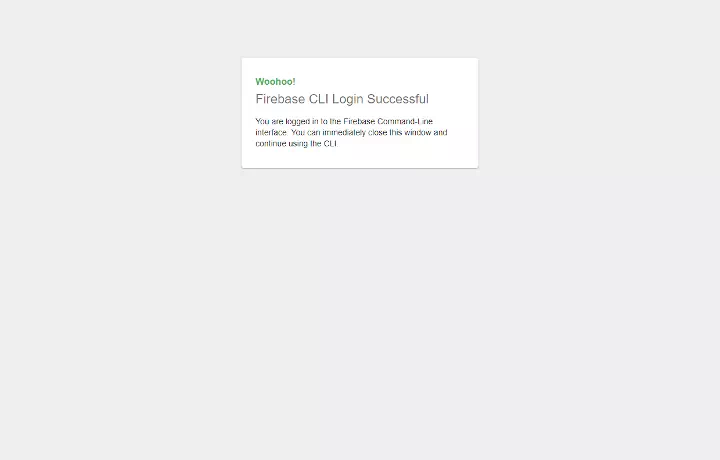 Woohoo!
Firebase CLI Login Successful
You are logged in to the Firebase Command-Line
interface. You can immediately close this window and
continue using the CLI.